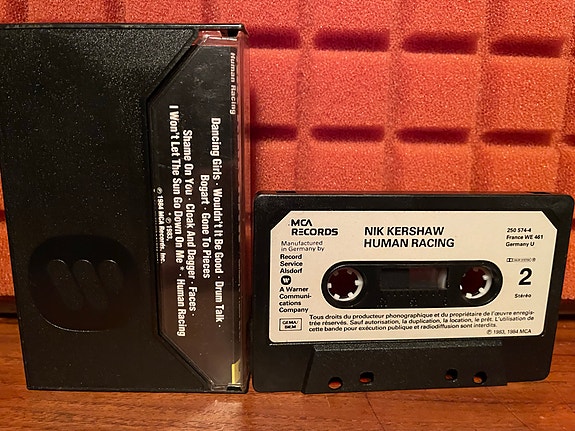 Human Racing
Dancing Girls · Wouldn't It Be Good · Drum Talk ·
Bogart · Gone To Pieces
Shame On You · Cloak And Dagger · Faces ·
I Won't Let The Sun Go Down On Me * · Human Racing
℗ 1984 MCA Records, Inc.
* ℗ 1983,
MCA
RECORDS
Manufactured
in Germany by
Record
Service
Alsdorf
A Warner
Communi-
cations
Company
GEMA/
BIEM
NIK KERSHAW
HUMAN RACING
250 574-4
France WE 461
Germany U
2
Stéréo
Tous droits du producteur phonographique et du propriétaire de l'œuvre enregis-
trée réservés. Sauf autorisation, la duplication, la location, le prêt. L'utilisation de
cette bande pour exécution publique et radiodiffusion sont interdits.
℗ 1983, 1984 MCA